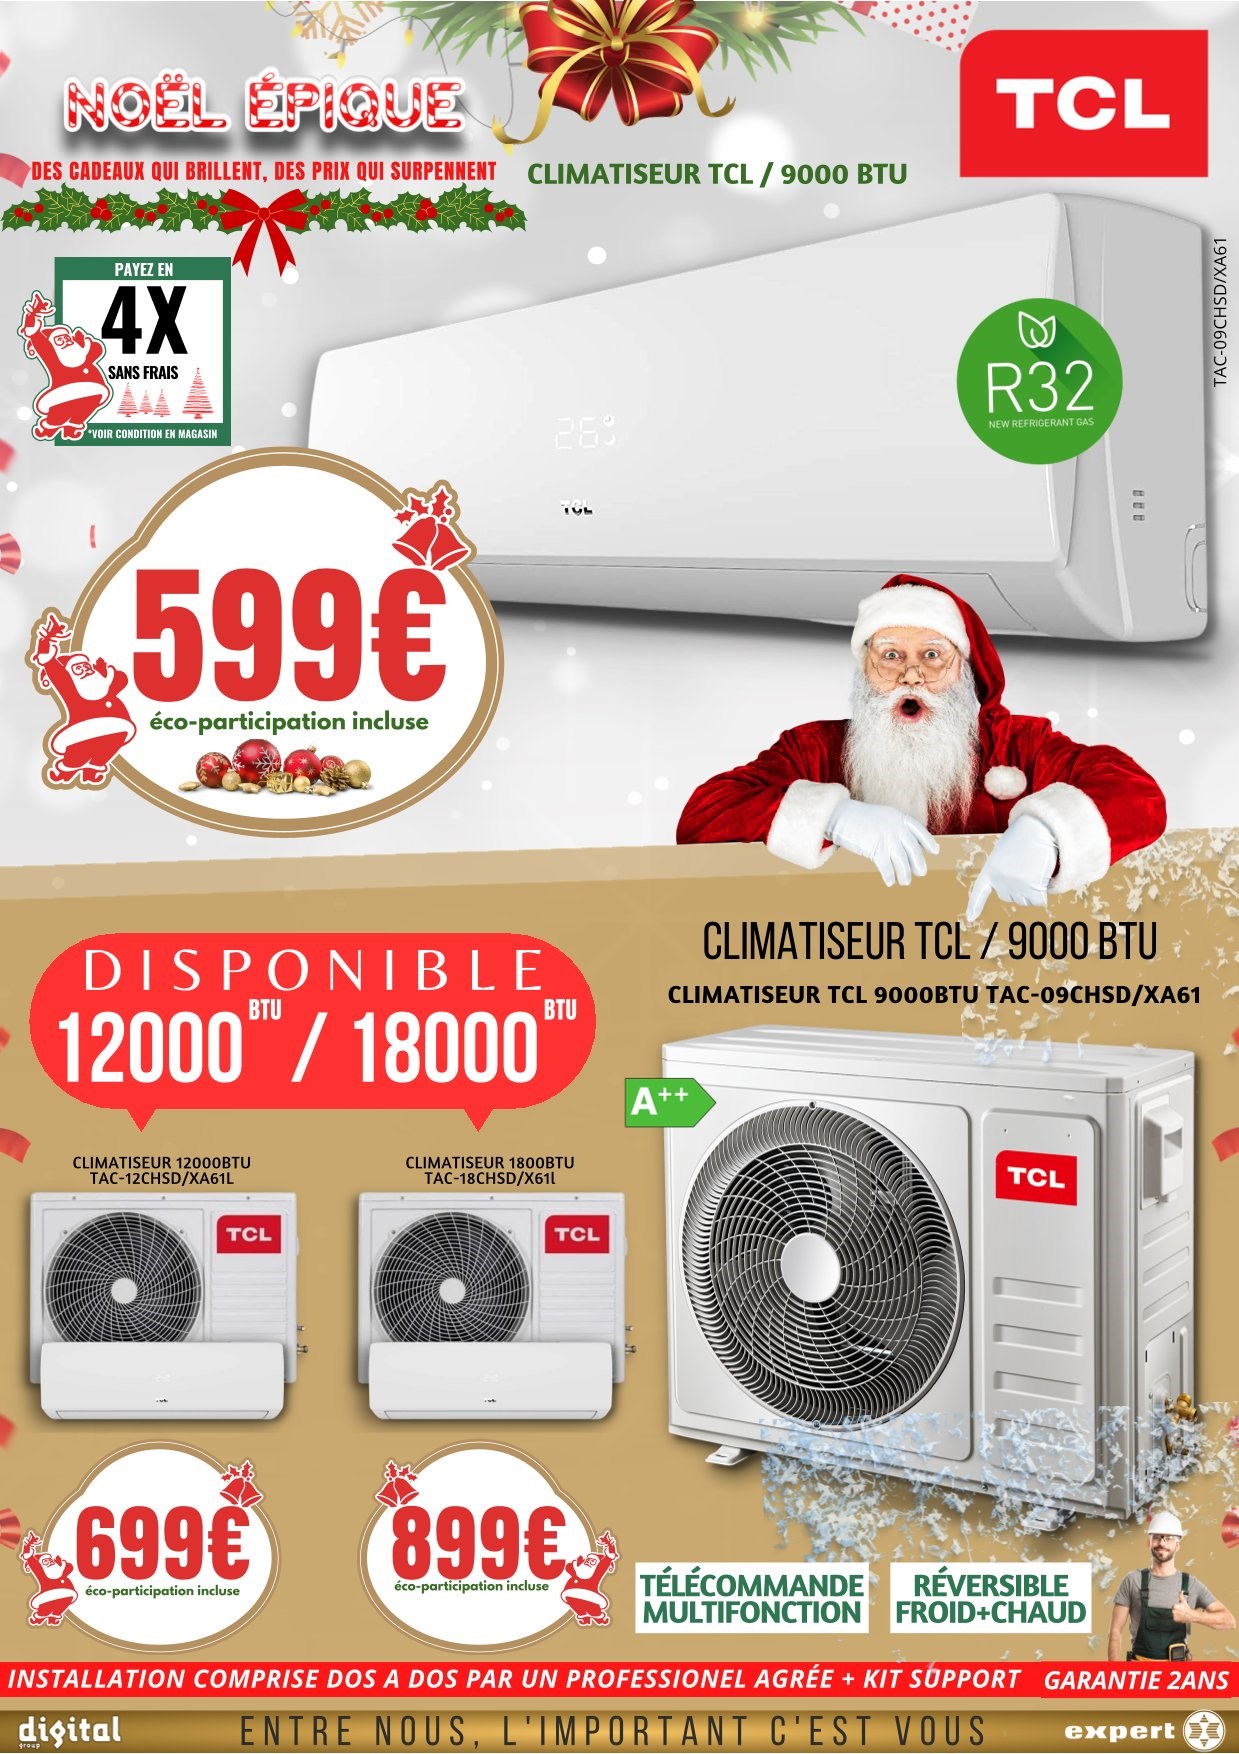 NOËL ÉPIQUE
DES CADEAUX QUI BRILLENT, DES PRIX QUI SURPENNENT
CLIMATISEUR TCL / 9000 BTU
TCL
TAC-09CHSD/XA61
PAYEZ EN
4X
SANS FRAIS
*VOIR CONDITION EN MAGASIN
R32
NEW REFRIGERANT GAS
26
TCL
599€
éco-participation incluse
CLIMATISEUR TCL / 9000 BTU
CLIMATISEUR TCL 9000BTU TAC-09CHSD/XA61
DISPONIBLE
12000 BTU / 18000 BTU
A++
TCL
CLIMATISEUR 12000BTU
TAC-12CHSD/XA61L
TCL
CLIMATISEUR 1800BTU
TAC-18CHSD/X61l
TCL
699€
éco-participation incluse
899€
éco-participation incluse
TÉLÉCOMMANDE
MULTIFONCTION
RÉVERSIBLE
FROID+CHAUD
INSTALLATION COMPRISE DOS A DOS PAR UN PROFESSIONEL AGRÉE + KIT SUPPORT
GARANTIE 2ANS
digital
group
ENTRE NOUS, L'IMPORTANT C'EST VOUS
expert